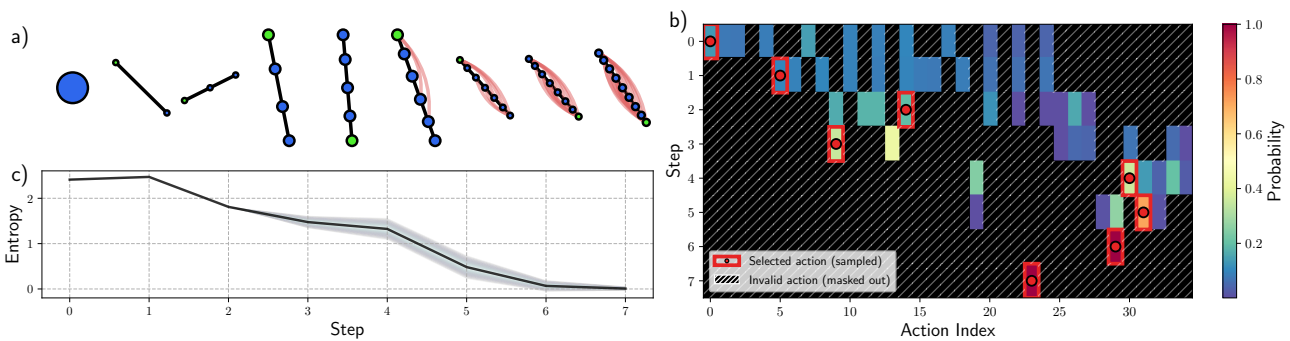 a)
c)
Entropy
2
1
0
0 1 2 3 4 5 6 7
Step
b)
Step
0
1
2
3
4
5
6
7
Selected action (sampled)
Invalid action (masked out)
0 5 10 15 20 25 30
Action Index
1.0
0.8
0.6
0.4
0.2
Probability